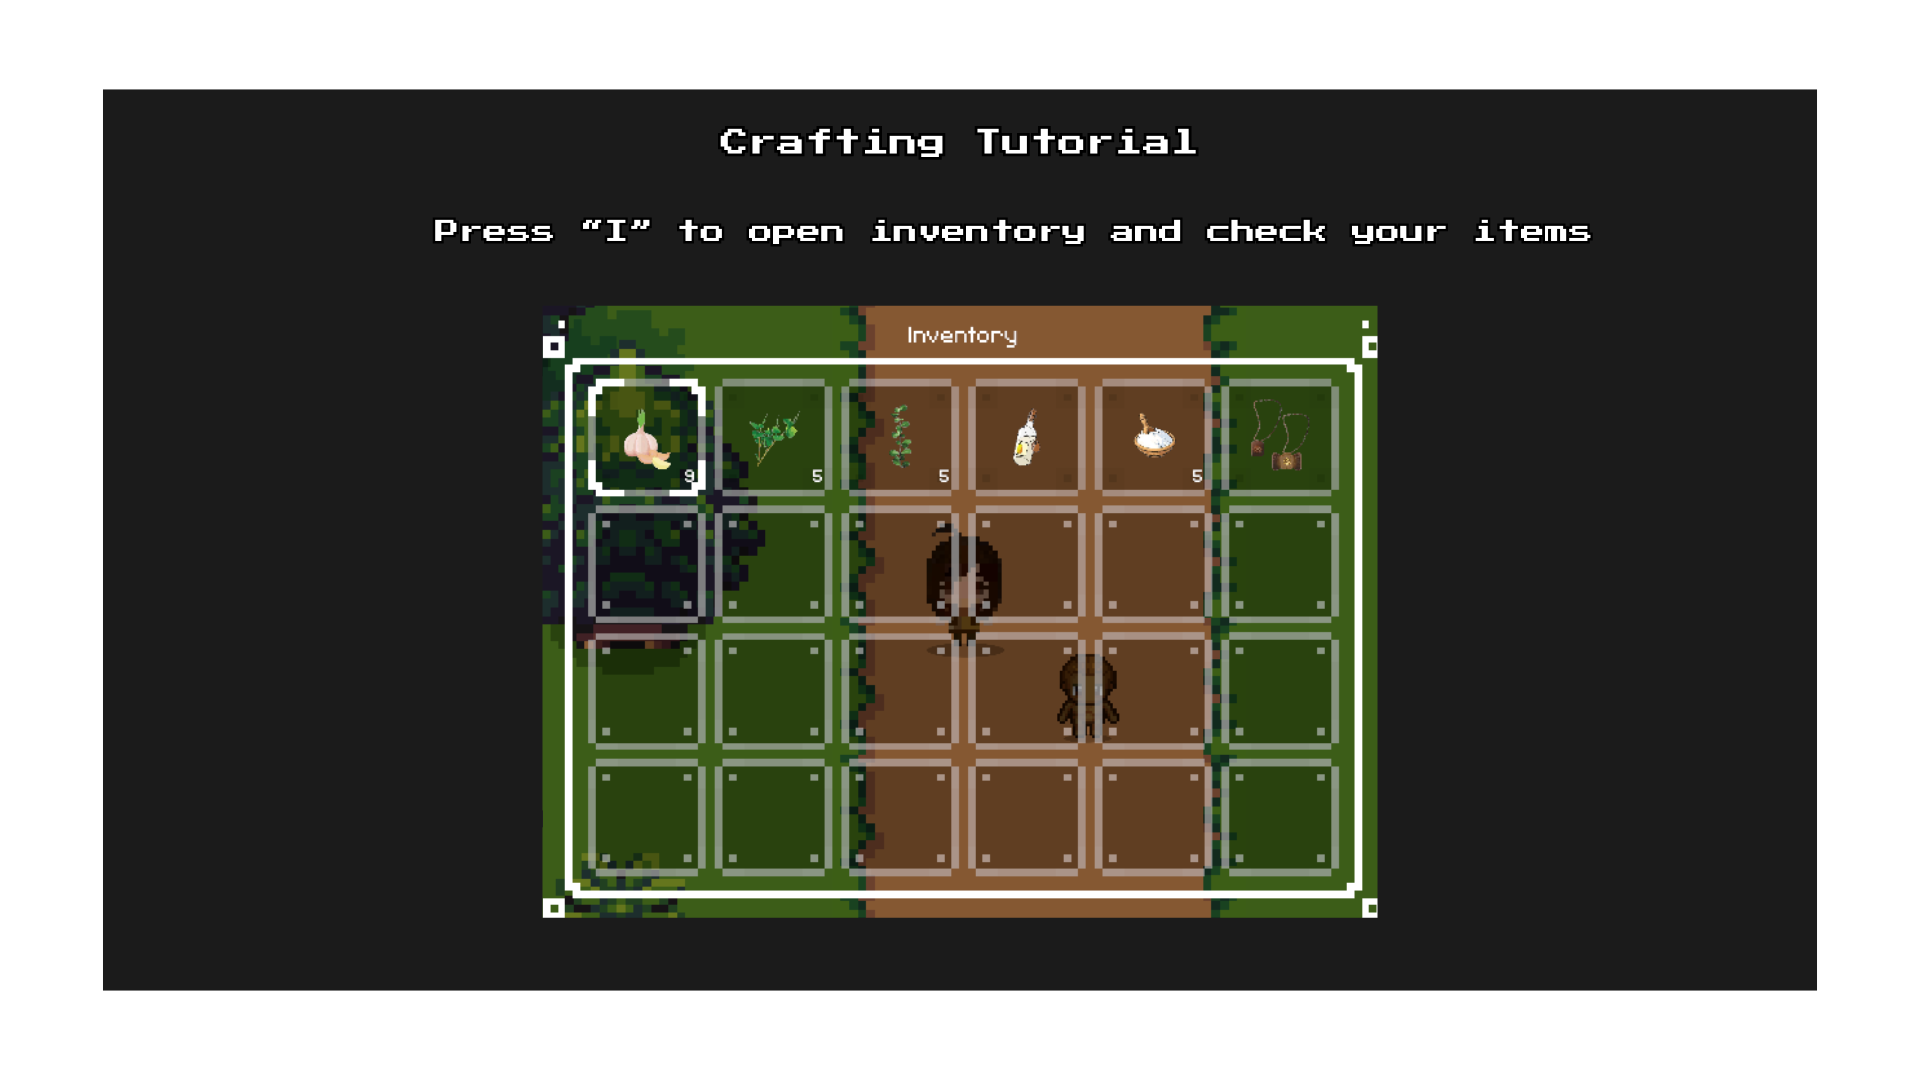 Crafting Tutorial
Press “I” to open inventory and check your items
Inventory
9 5 5 5